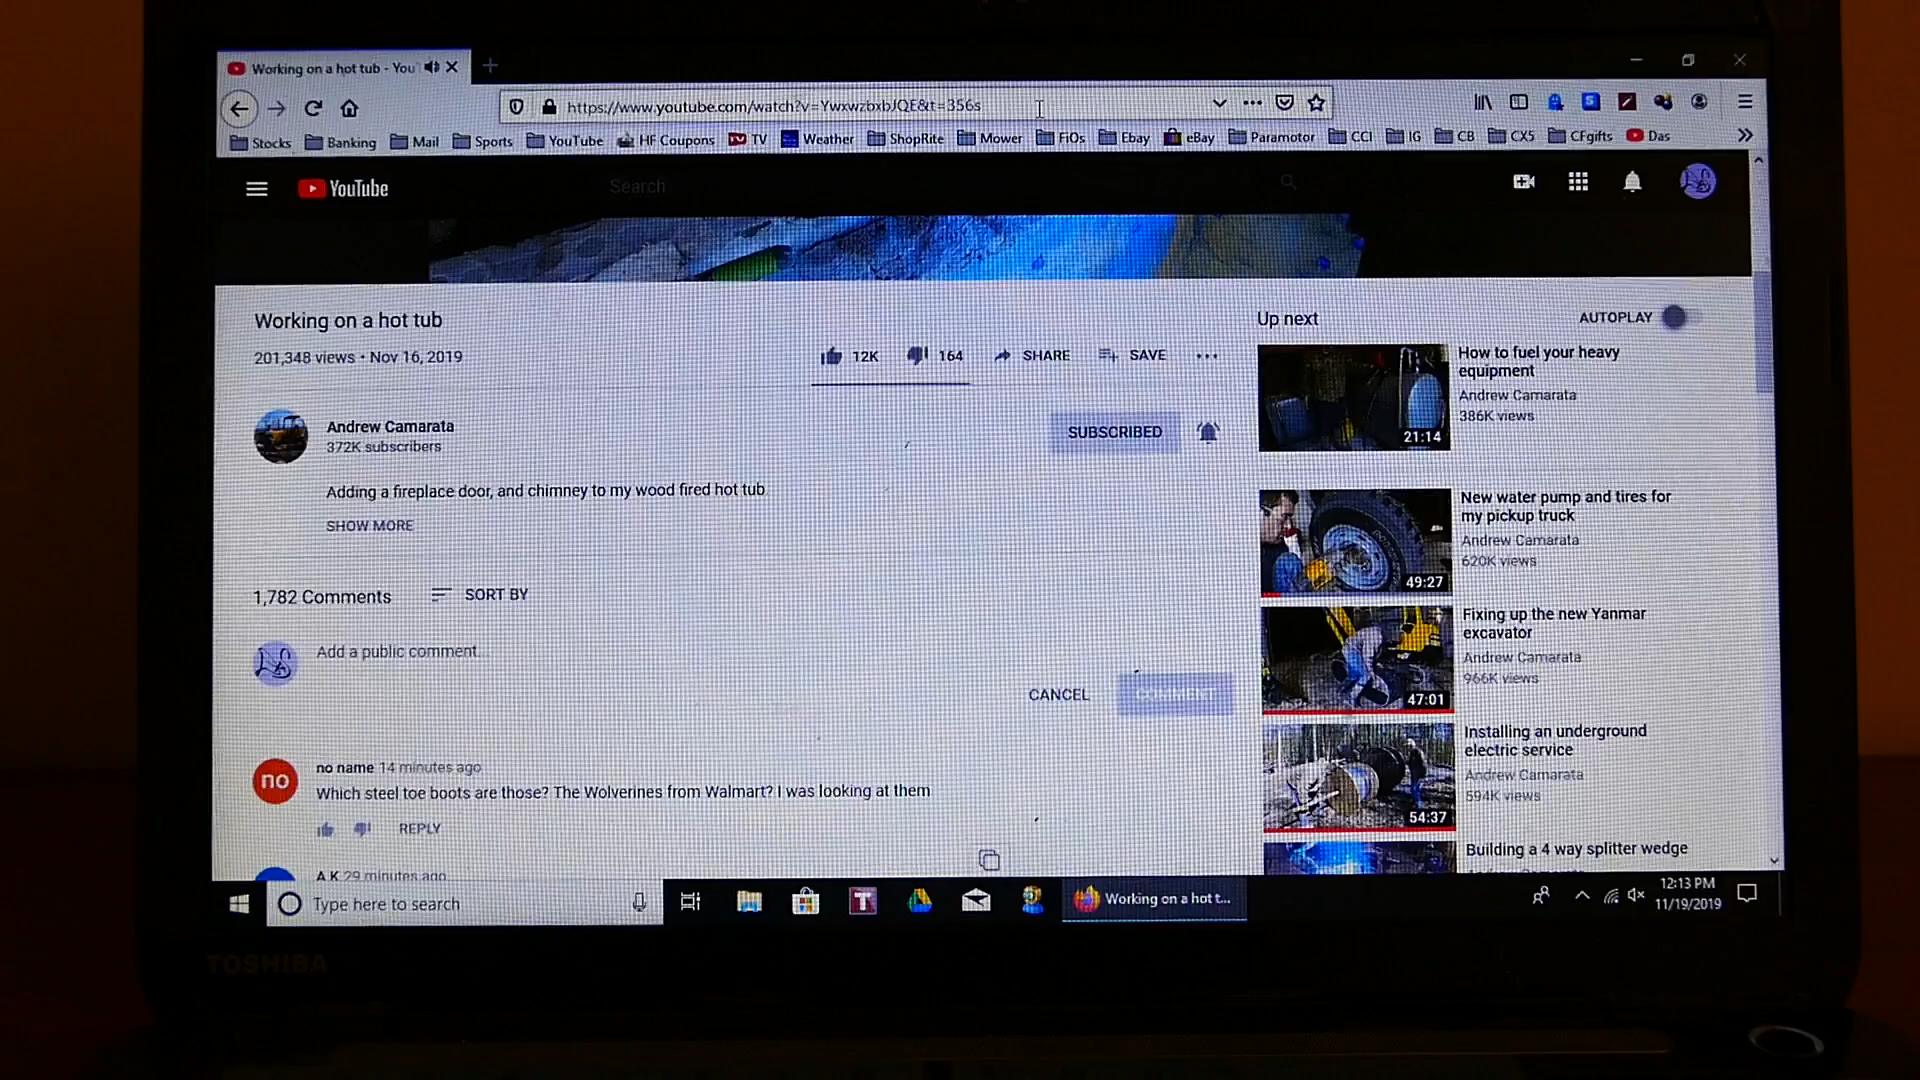 Working on a hot tub - You
https://www.youtube.com/watch?v=YwxwzbxbJQE&t=356s
Stocks Banking Mail Sports YouTube HF Coupons TV Weather ShopRite Mower FiOs Ebay eBay Paramotor CCI IG CB CX5 CFgifts Das
YouTube
Search
Working on a hot tub
201,348 views • Nov 16, 2019
12K 164 SHARE SAVE
Andrew Camarata
372K subscribers
SUBSCRIBED
Adding a fireplace door, and chimney to my wood fired hot tub
SHOW MORE
1,782 Comments SORT BY
Add a public comment...
CANCEL COMMENT
no
no name 14 minutes ago
Which steel toe boots are those? The Wolverines from Walmart? I was looking at them
REPLY
A K 29 minutes ago
Up next
AUTOPLAY
How to fuel your heavy
equipment
Andrew Camarata
386K views
21:14
New water pump and tires for
my pickup truck
Andrew Camarata
620K views
49:27
Fixing up the new Yanmar
excavator
Andrew Camarata
966K views
47:01
Installing an underground
electric service
Andrew Camarata
594K views
54:37
Building a 4 way splitter wedge
Type here to search
Working on a hot t...
12:13 PM
11/19/2019
TOSHIBA